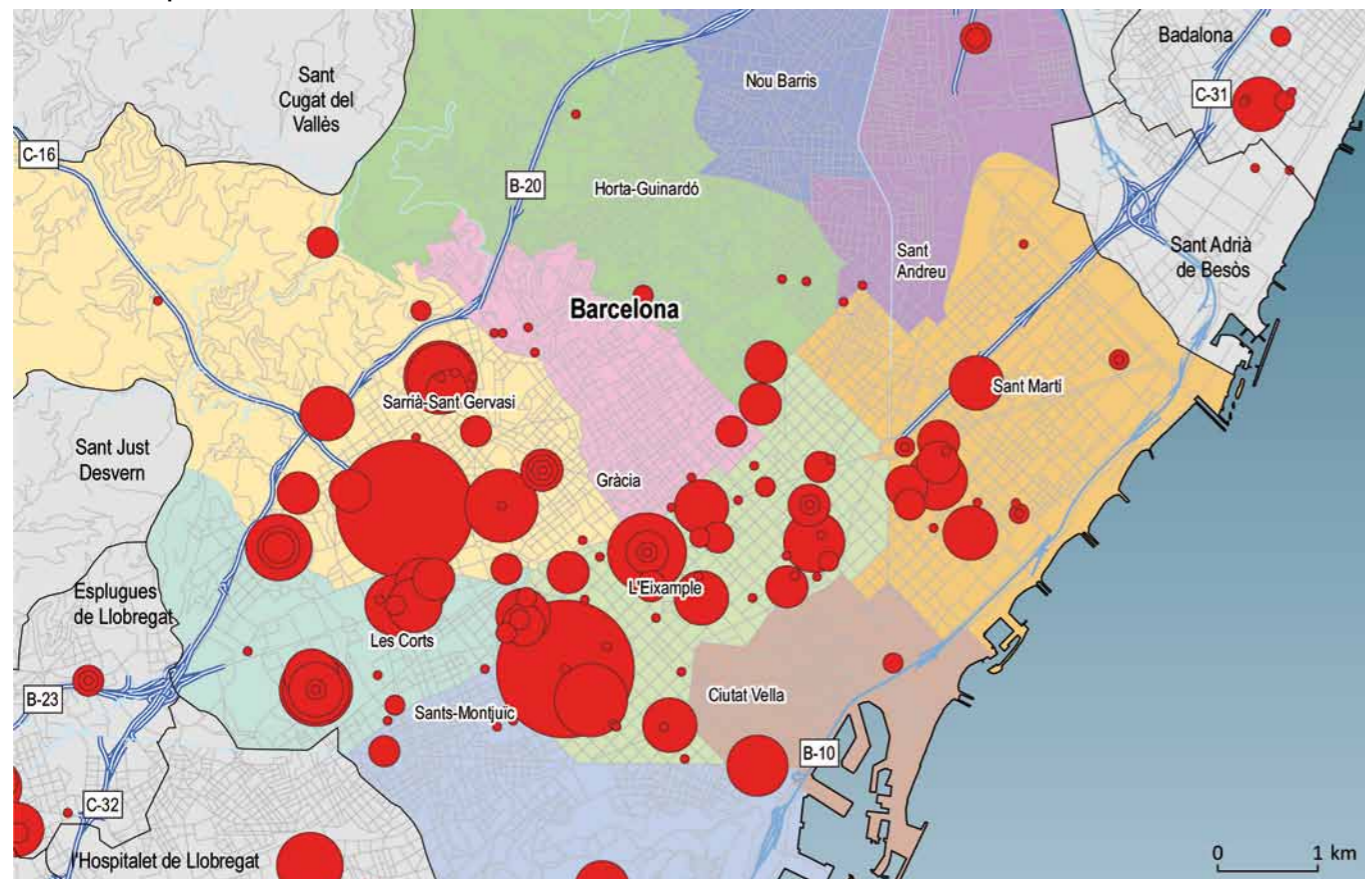 Badalona
Sant
Cugat del
Vallès
Nou Barris
C-31
C-16
B-20
Horta-Guinardó
Sant
Andreu
Sant Adrià
de Besòs
Barcelona
Sarrià-Sant Gervasi
Sant Martí
Sant Just
Desvern
Gràcia
Esplugues
de Llobregat
L'Eixample
Les Corts
B-23
Sants-Montjuïc
Ciutat Vella
B-10
C-32
l'Hospitalet de Llobregat
0 1 km